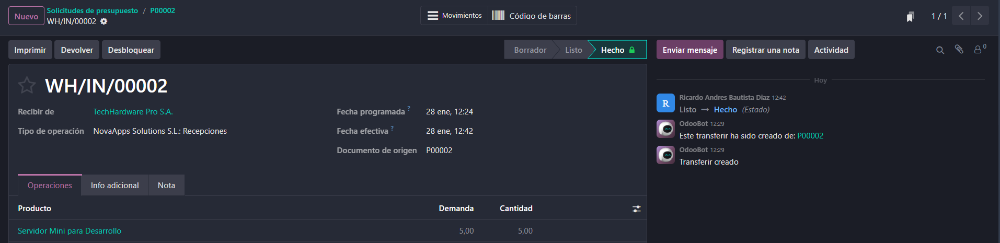 Nuevo
Solicitudes de presupuesto / P00002
WH/IN/00002
Movimientos
Código de barras
1 / 1
Imprimir
Devolver
Desbloquear
Borrador
Listo
Hecho
Enviar mensaje
Registrar una nota
Actividad
0
WH/IN/00002
Recibir de TechHardware Pro S.A.
Tipo de operación NovaApps Solutions S.L.: Recepciones
Fecha programada ? 28 ene, 12:24
Fecha efectiva ? 28 ene, 12:42
Documento de origen P00002
Operaciones
Info adicional
Nota
Producto Demanda Cantidad
Servidor Mini para Desarrollo 5,00 5,00
Hoy
R
Ricardo Andres Bautista Diaz 12:42
Listo → Hecho (Estado)
OdooBot 12:29
Este transferir ha sido creado de: P00002
OdooBot 12:29
Transferir creado